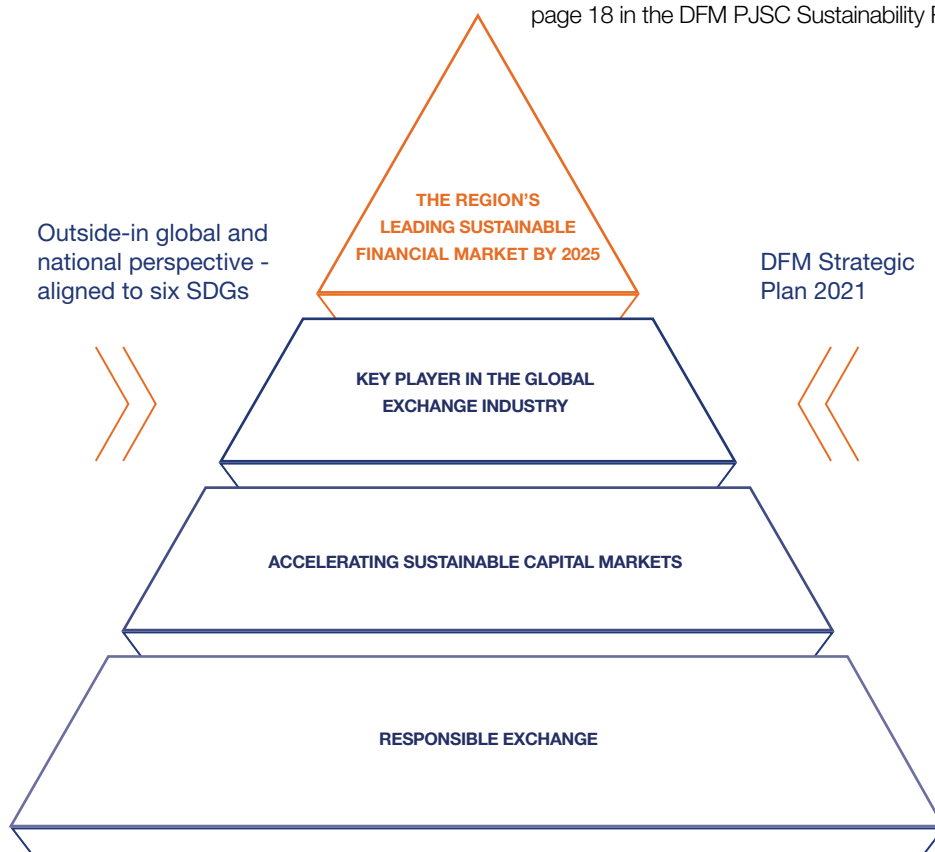 page 18 in the DFM PJSC Sustainability
THE REGION'S
LEADING SUSTAINABLE
FINANCIAL MARKET BY 2025
Outside-in global and
national perspective -
aligned to six SDGs
DFM Strategic
Plan 2021
KEY PLAYER IN THE GLOBAL
EXCHANGE INDUSTRY
ACCELERATING SUSTAINABLE CAPITAL MARKETS
RESPONSIBLE EXCHANGE